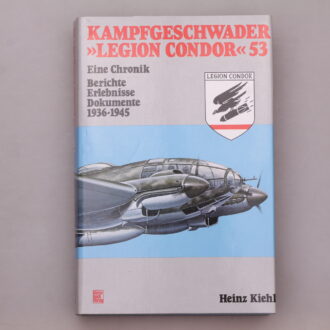 KAMPFGESCHWADER
»LEGION CONDOR« 53
Eine Chronik
Berichte
Erlebnisse
Dokumente
1936-1945
LEGION CONDOR
Heinz Kiehl